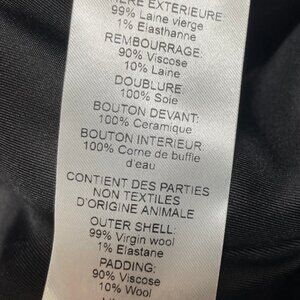 99% Laine vierge
1% Elasthanne
REMBOURRAGE:
90% Viscose
10% Laine
DOUBLURE:
100% Soie
BOUTON DEVANT:
100% Ceramique
BOUTON INTERIEUR:
100% Corne de buffle
d'eau
CONTIENT DES PARTIES
NON TEXTILES
D'ORIGINE ANIMALE
OUTER SHELL:
99% Virgin wool
1% Elastane
PADDING:
90% Viscose
10% Wool